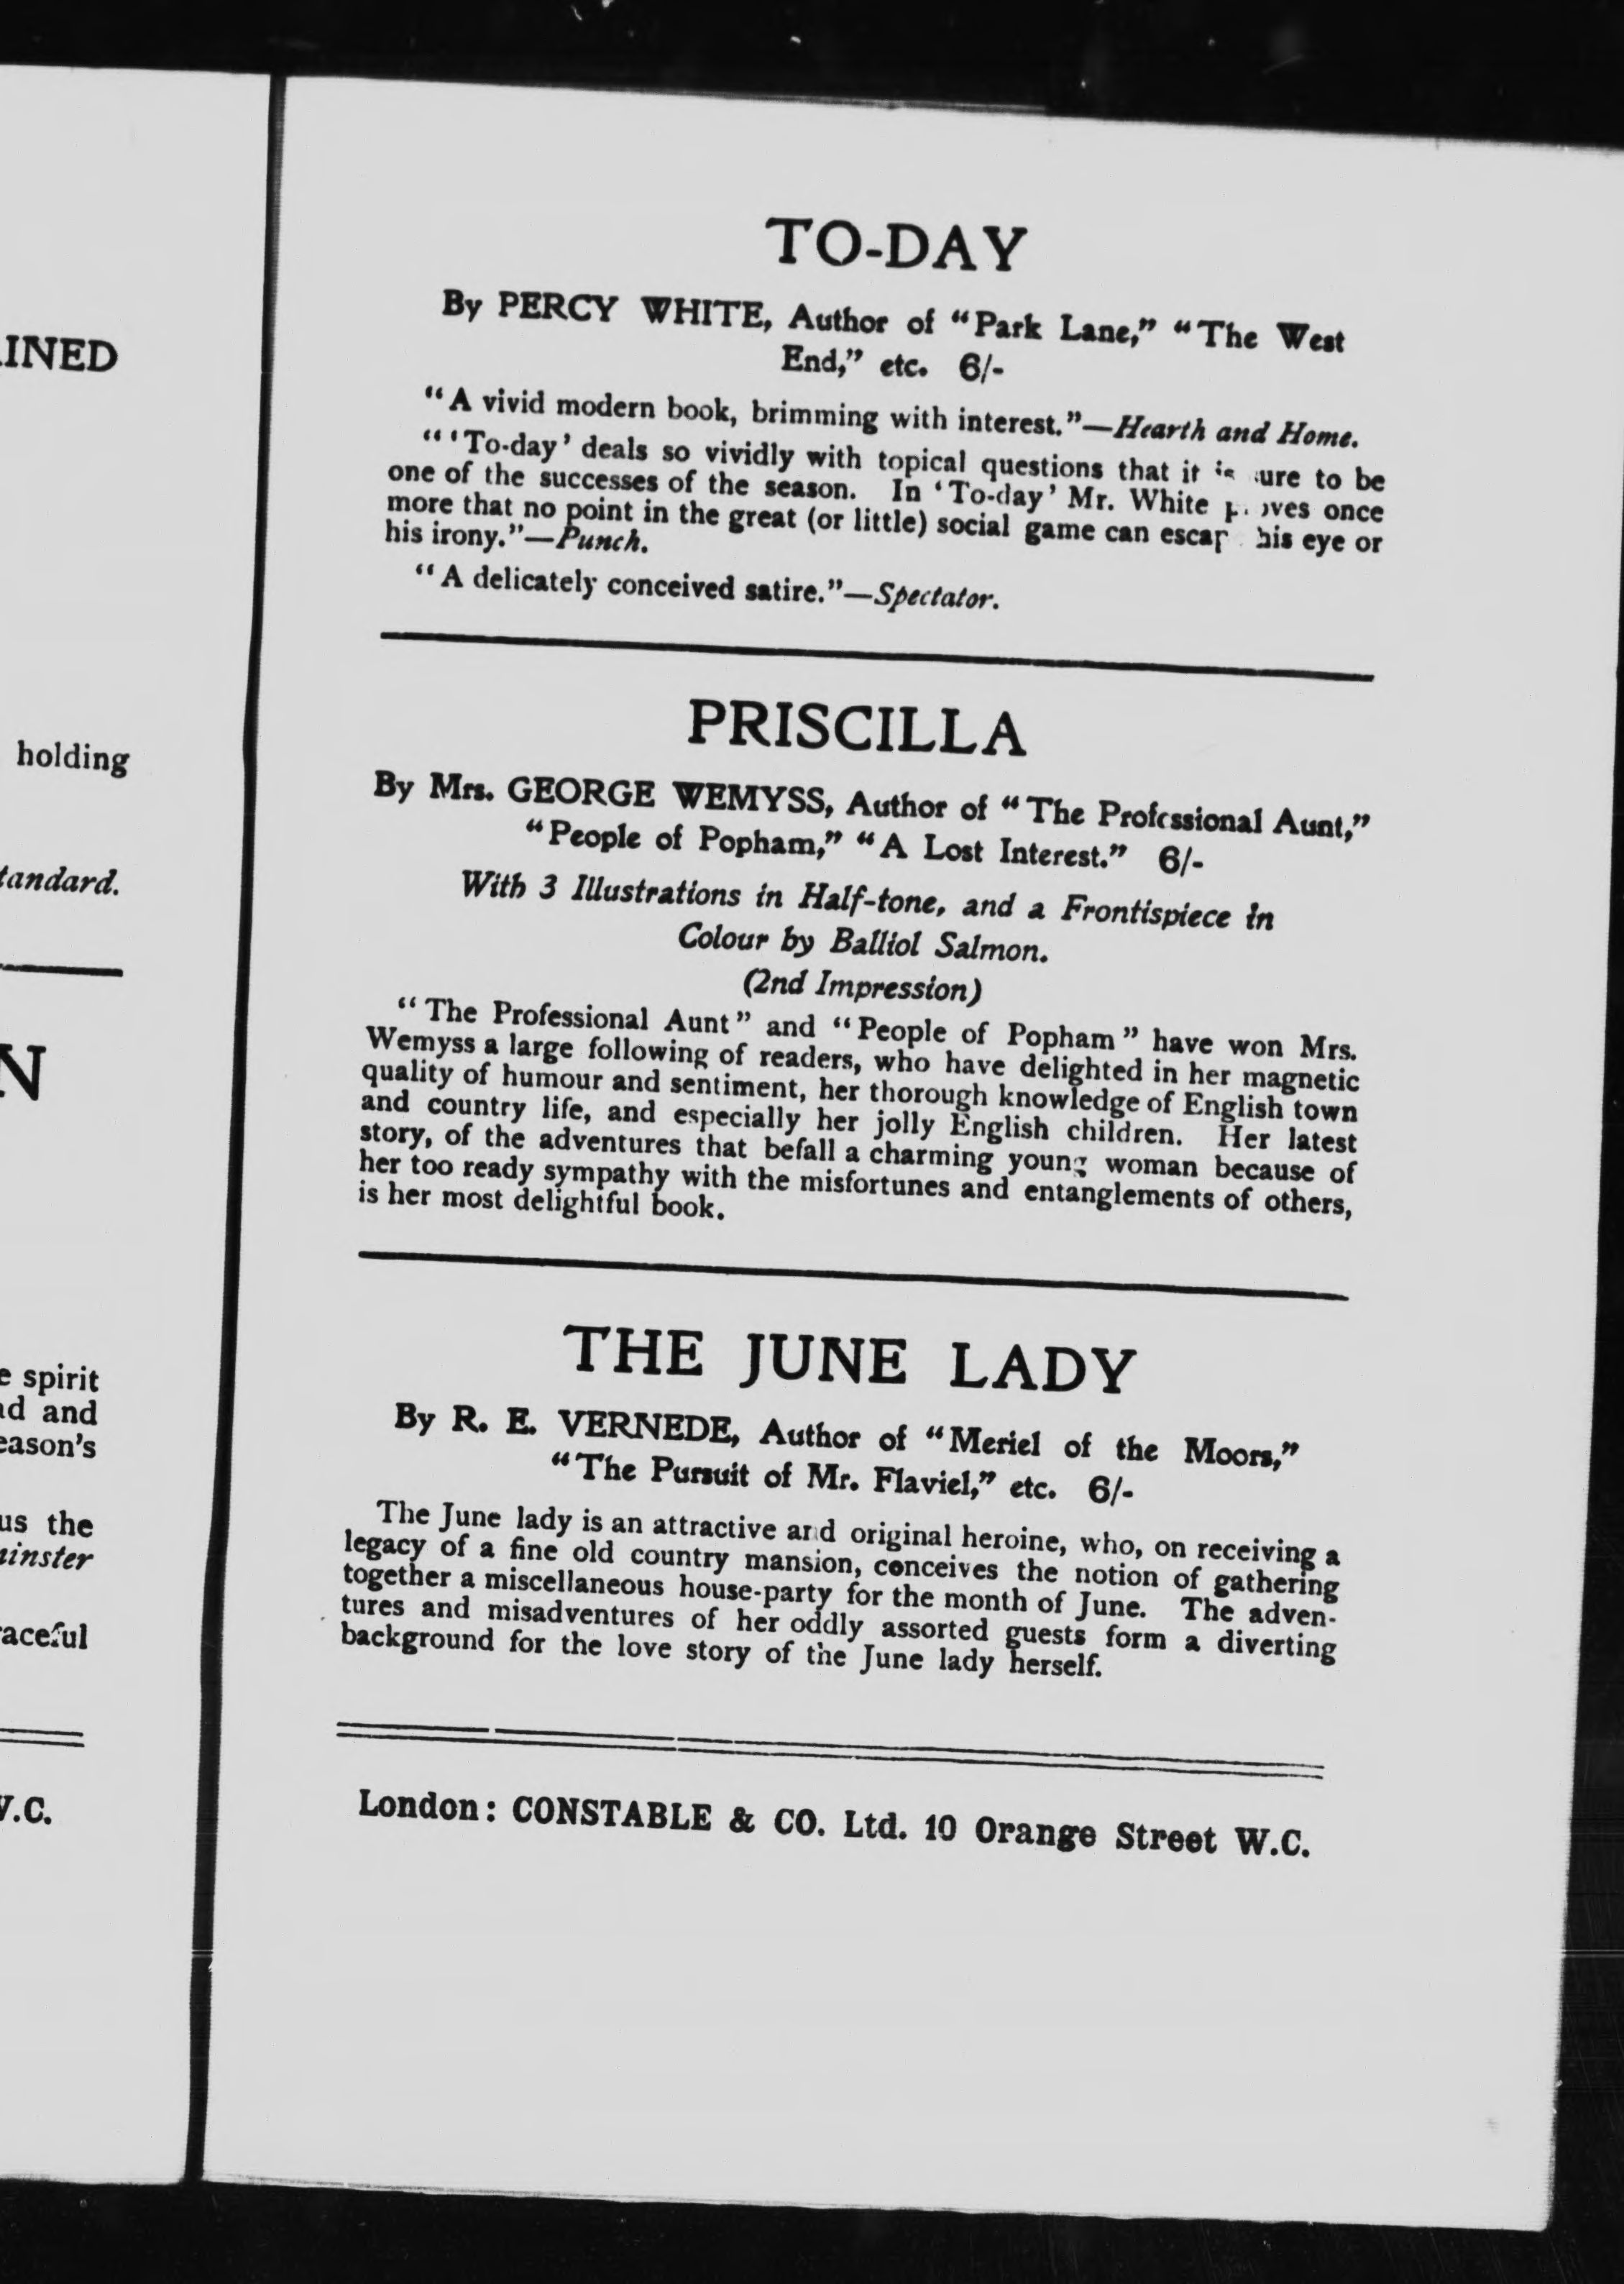 INED
holding
tandard.
N
e spirit
nd and
eason's
us the
minster
raceful
W.C.
TO-DAY
By PERCY WHITE, Author of "Park Lane," "The West
End," etc. 6/-
"A vivid modern book, brimming with interest."—Hearth and Home.
"'To-day' deals so vividly with topical questions that it is sure to be
one of the successes of the season. In 'To-day' Mr. White proves once
more that no point in the great (or little) social game can escape his eye or
his irony."—Punch.
"A delicately conceived satire."—Spectator.
PRISCILLA
By Mrs. GEORGE WEMYSS, Author of "The Professional Aunt,"
"People of Popham," "A Lost Interest." 6/-
With 3 Illustrations in Half-tone, and a Frontispiece in
Colour by Balliol Salmon.
(2nd Impression)
"The Professional Aunt" and "People of Popham" have won Mrs.
Wemyss a large following of readers, who have delighted in her magnetic
quality of humour and sentiment, her thorough knowledge of English town
and country life, and especially her jolly English children. Her latest
story, of the adventures that befall a charming young woman because of
her too ready sympathy with the misfortunes and entanglements of others,
is her most delightful book.
THE JUNE LADY
By R. E. VERNEDE, Author of "Meriel of the Moors,"
"The Pursuit of Mr. Flaviel," etc. 6/-
The June lady is an attractive and original heroine, who, on receiving a
legacy of a fine old country mansion, conceives the notion of gathering
together a miscellaneous house-party for the month of June. The adven-
tures and misadventures of her oddly assorted guests form a diverting
background for the love story of the June lady herself.
London: CONSTABLE & CO. Ltd. 10 Orange Street W.C.